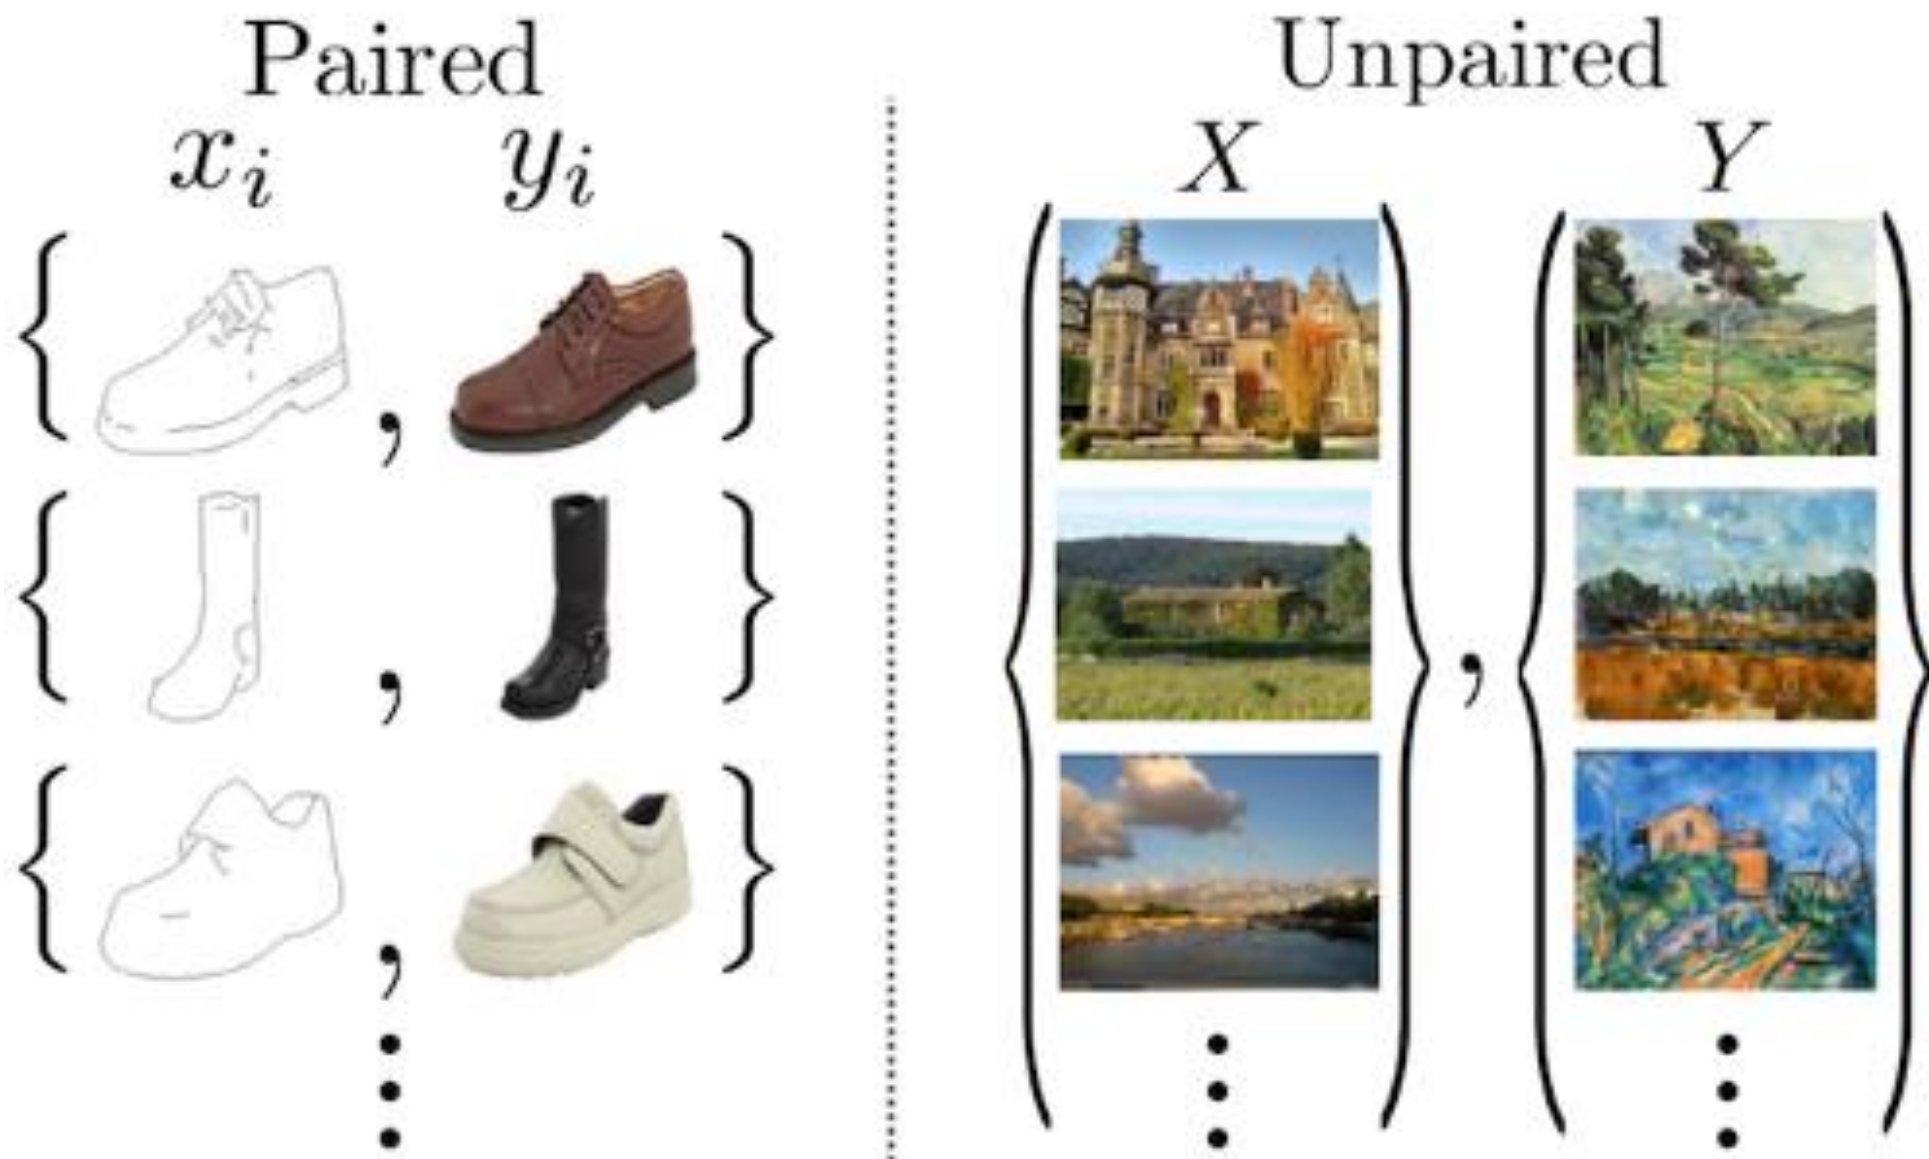 Paired
x_i y_i
{ , }
{ , }
{ , }
⋮
Unpaired
X Y
{ ⋮ } , { ⋮ }